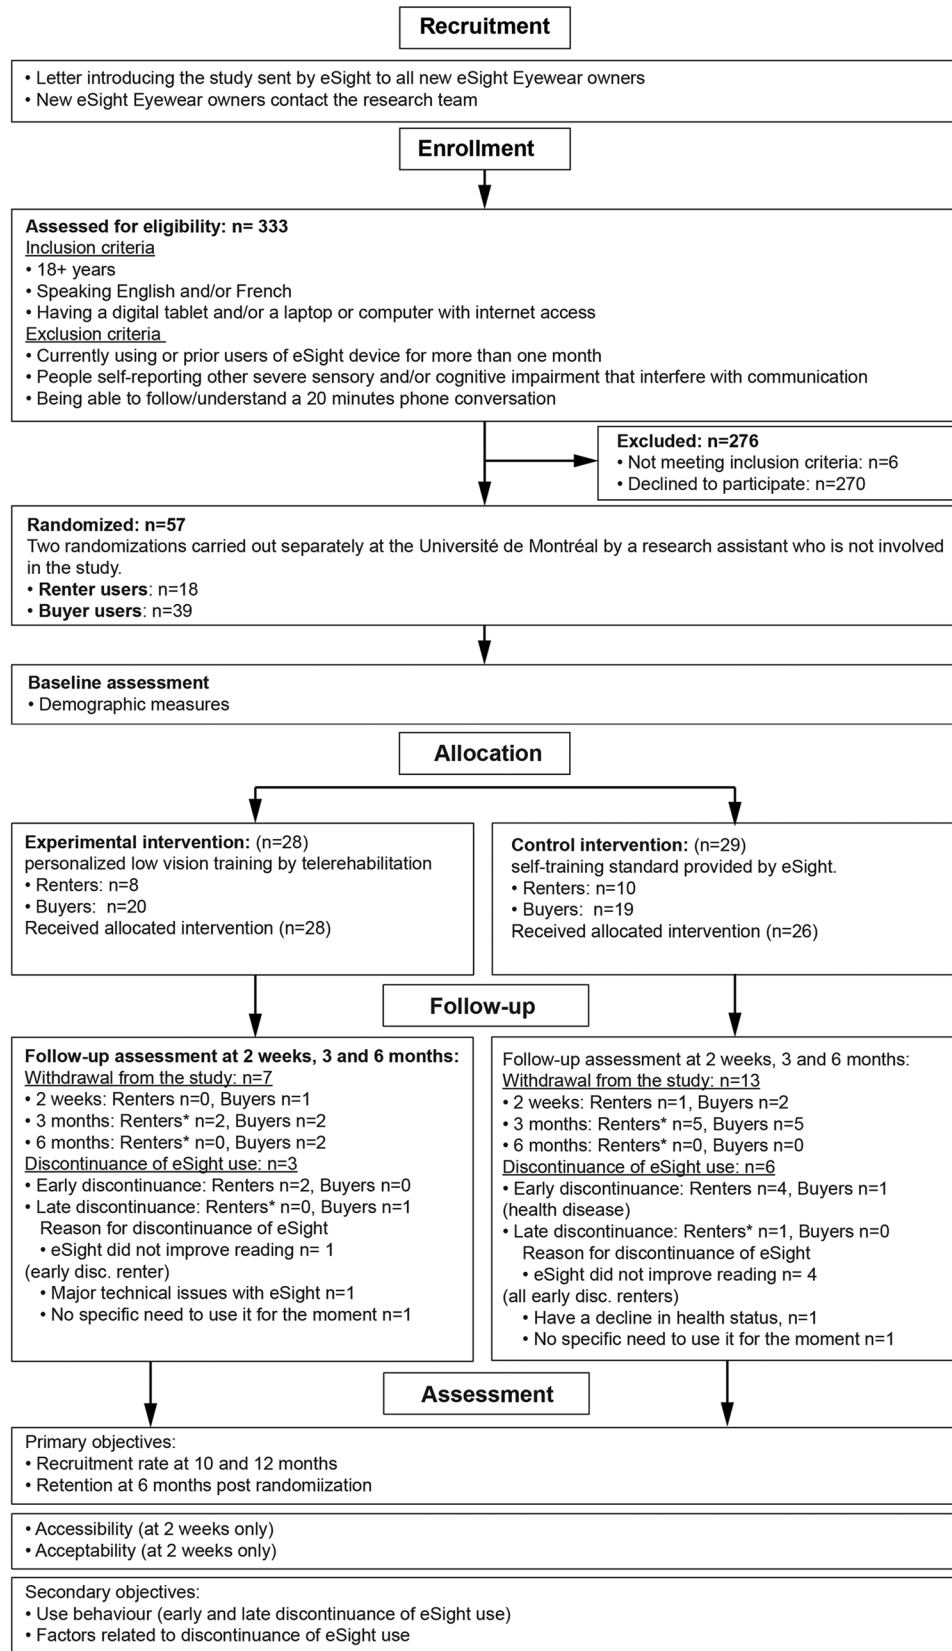 Recruitment
• Letter introducing the study sent by eSight to all new eSight Eyewear owners
• New eSight Eyewear owners contact the research team
Enrollment
Assessed for eligibility: n= 333
Inclusion criteria
• 18+ years
• Speaking English and/or French
• Having a digital tablet and/or a laptop or computer with internet access
Exclusion criteria
• Currently using or prior users of eSight device for more than one month
• People self-reporting other severe sensory and/or cognitive impairment that interfere with communication
• Being able to follow/understand a 20 minutes phone conversation
Excluded: n=276
• Not meeting inclusion criteria: n=6
• Declined to participate: n=270
Randomized: n=57
Two randomizations carried out separately at the Université de Montréal by a research assistant who is not involved
in the study.
• Renter users: n=18
• Buyer users: n=39
Baseline assessment
• Demographic measures
Allocation
Experimental intervention: (n=28)
personalized low vision training by telerehabilitation
• Renters: n=8
• Buyers: n=20
Received allocated intervention (n=28)
Control intervention: (n=29)
self-training standard provided by eSight.
• Renters: n=10
• Buyers: n=19
Received allocated intervention (n=26)
Follow-up
Follow-up assessment at 2 weeks, 3 and 6 months:
Withdrawal from the study: n=7
• 2 weeks: Renters n=0, Buyers n=1
• 3 months: Renters* n=2, Buyers n=2
• 6 months: Renters* n=0, Buyers n=2
Discontinuance of eSight use: n=3
• Early discontinuance: Renters n=2, Buyers n=0
• Late discontinuance: Renters* n=0, Buyers n=1
Reason for discontinuance of eSight
• eSight did not improve reading n= 1
(early disc. renter)
• Major technical issues with eSight n=1
• No specific need to use it for the moment n=1
Follow-up assessment at 2 weeks, 3 and 6 months:
Withdrawal from the study: n=13
• 2 weeks: Renters n=1, Buyers n=2
• 3 months: Renters* n=5, Buyers n=5
• 6 months: Renters* n=0, Buyers n=0
Discontinuance of eSight use: n=6
• Early discontinuance: Renters n=4, Buyers n=1
(health disease)
• Late discontinuance: Renters* n=1, Buyers n=0
Reason for discontinuance of eSight
• eSight did not improve reading n= 4
(all early disc. renters)
• Have a decline in health status, n=1
• No specific need to use it for the moment n=1
Assessment
Primary objectives:
• Recruitment rate at 10 and 12 months
• Retention at 6 months post randomiization
• Accessibility (at 2 weeks only)
• Acceptability (at 2 weeks only)
Secondary objectives:
• Use behaviour (early and late discontinuance of eSight use)
• Factors related to discontinuance of eSight use